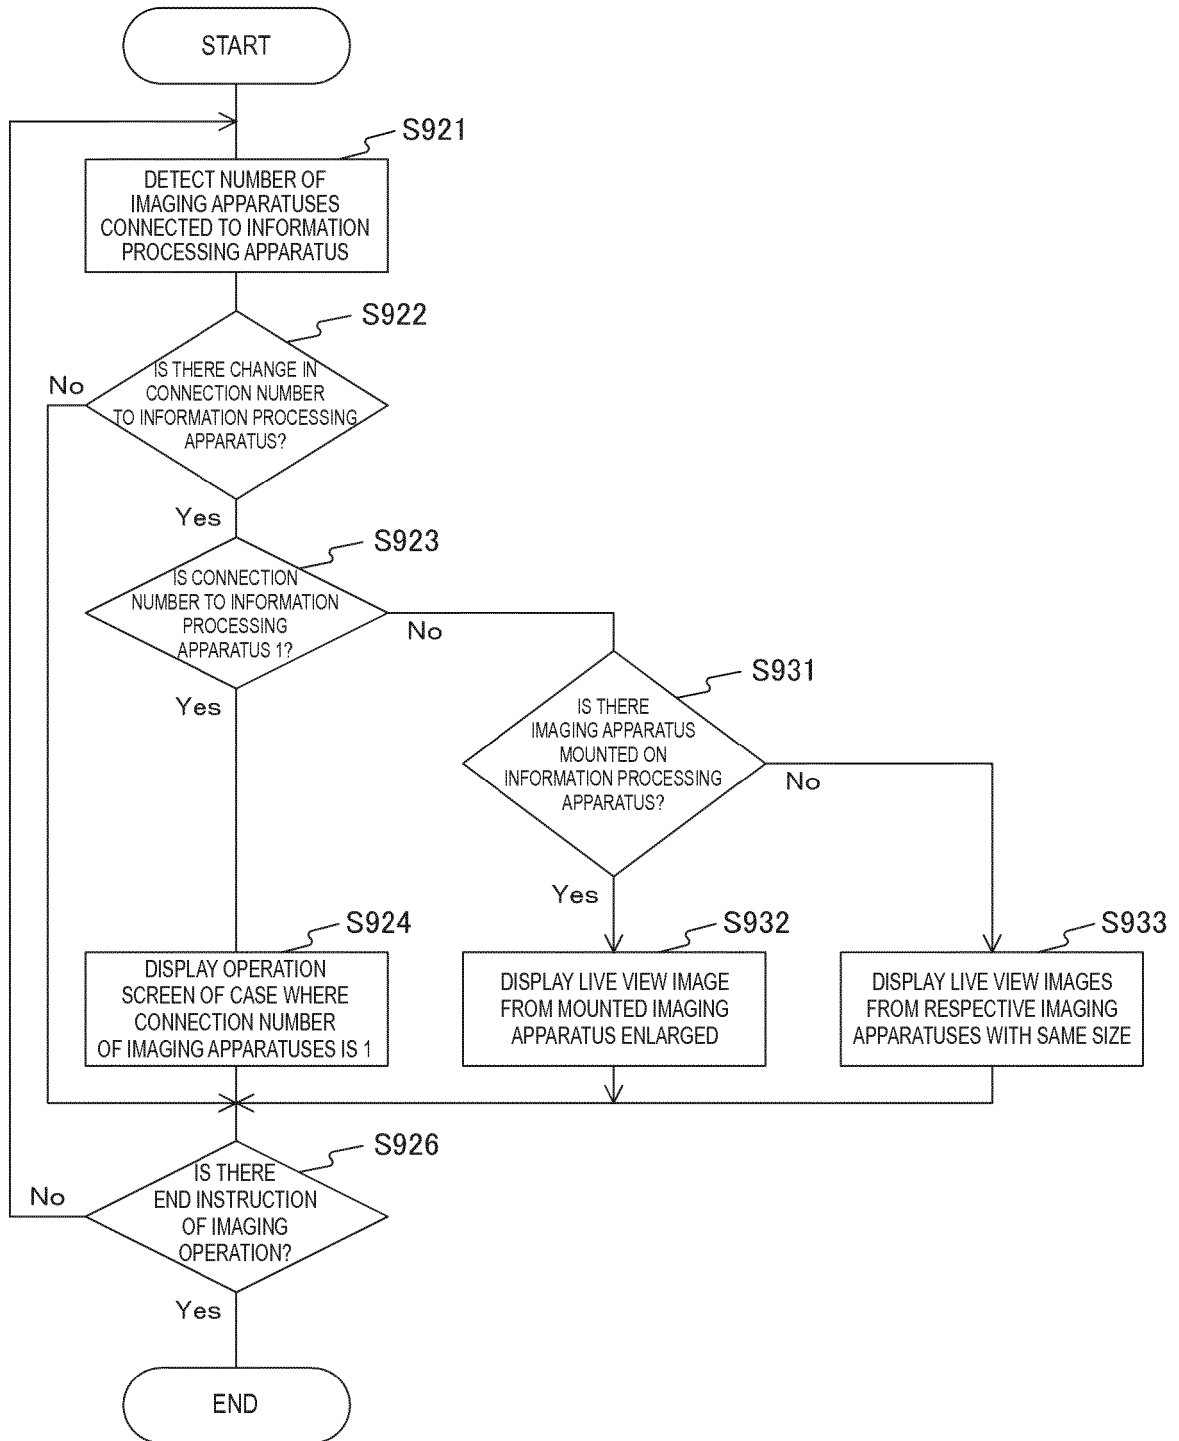 START
S921
DETECT NUMBER OF
IMAGING APPARATUSES
CONNECTED TO INFORMATION
PROCESSING APPARATUS
S922
IS THERE CHANGE IN
CONNECTION NUMBER
TO INFORMATION PROCESSING
APPARATUS?
No
Yes
S923
IS CONNECTION
NUMBER TO INFORMATION
PROCESSING
APPARATUS 1?
No
Yes
S931
IS THERE
IMAGING APPARATUS
MOUNTED ON
INFORMATION PROCESSING
APPARATUS?
No
Yes
S924
DISPLAY OPERATION
SCREEN OF CASE WHERE
CONNECTION NUMBER
OF IMAGING APPARATUSES IS 1
S932
DISPLAY LIVE VIEW IMAGE
FROM MOUNTED IMAGING
APPARATUS ENLARGED
S933
DISPLAY LIVE VIEW IMAGES
FROM RESPECTIVE IMAGING
APPARATUSES WITH SAME SIZE
S926
IS THERE
END INSTRUCTION
OF IMAGING
OPERATION?
No
Yes
END